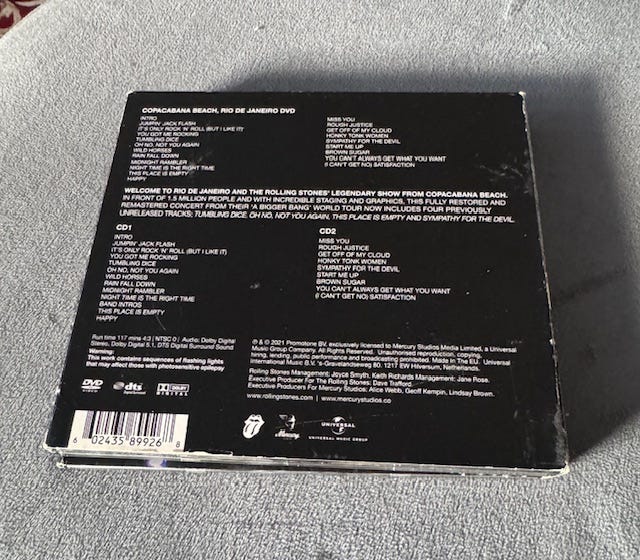 COPACABANA BEACH, RIO DE JANEIRO DVD
INTRO
JUMPIN' JACK FLASH
IT'S ONLY ROCK 'N' ROLL (BUT I LIKE IT)
YOU GOT ME ROCKING
TUMBLING DICE
OH NO, NOT YOU AGAIN
WILD HORSES
RAIN FALL DOWN
MIDNIGHT RAMBLER
NIGHT TIME IS THE RIGHT TIME
THIS PLACE IS EMPTY
HAPPY
MISS YOU
ROUGH JUSTICE
GET OFF OF MY CLOUD
HONKY TONK WOMEN
SYMPATHY FOR THE DEVIL
START ME UP
BROWN SUGAR
YOU CAN'T ALWAYS GET WHAT YOU WANT
(I CAN'T GET NO) SATISFACTION
WELCOME TO RIO DE JANEIRO AND THE ROLLING STONES' LEGENDARY SHOW FROM COPACABANA BEACH.
IN FRONT OF 1.5 MILLION PEOPLE AND WITH INCREDIBLE STAGING AND GRAPHICS, THIS FULLY RESTORED AND
REMASTERED CONCERT FROM THEIR 'A BIGGER BANG' WORLD TOUR NOW INCLUDES FOUR PREVIOUSLY
UNRELEASED TRACKS; TUMBLING DICE, OH NO, NOT YOU AGAIN, THIS PLACE IS EMPTY AND SYMPATHY FOR THE DEVIL.
CD1
INTRO
JUMPIN' JACK FLASH
IT'S ONLY ROCK 'N' ROLL (BUT I LIKE IT)
YOU GOT ME ROCKING
TUMBLING DICE
OH NO, NOT YOU AGAIN
WILD HORSES
RAIN FALL DOWN
MIDNIGHT RAMBLER
NIGHT TIME IS THE RIGHT TIME
BAND INTROS
THIS PLACE IS EMPTY
HAPPY
CD2
MISS YOU
ROUGH JUSTICE
GET OFF OF MY CLOUD
HONKY TONK WOMEN
SYMPATHY FOR THE DEVIL
START ME UP
BROWN SUGAR
YOU CAN'T ALWAYS GET WHAT YOU WANT
(I CAN'T GET NO) SATISFACTION
Run time 117 mins 4:3 | NTSC 0 | Audio: Dolby Digital
Stereo, Dolby Digital 5.1, DTS Digital Surround Sound
Warning:
This work contains sequences of flashing lights
that may affect those with photosensitive epilepsy
℗ & © 2021 Promotone BV, exclusively licensed to Mercury Studios Media Limited, a Universal
Music Group Company. All Rights Reserved. Unauthorised reproduction, copying,
hiring, lending, public performance and broadcasting prohibited. Made In The EU. Universal
International Music B.V. 's-Gravelandseweg 80, 1217 EW Hilversum, Netherlands.
Rolling Stones Management: Joyce Smyth. Keith Richards Management: Jane Rose.
Executive Producer For The Rolling Stones: Dave Trafford.
Executive Producers For Mercury Studios: Alice Webb, Geoff Kempin, Lindsay Brown.
www.rollingstones.com | www.mercurystudios.co
DVD
VIDEO
dts
DOLBY
DIGITAL
6 02435 89926 8
Mercury
UNIVERSAL
UNIVERSAL MUSIC GROUP